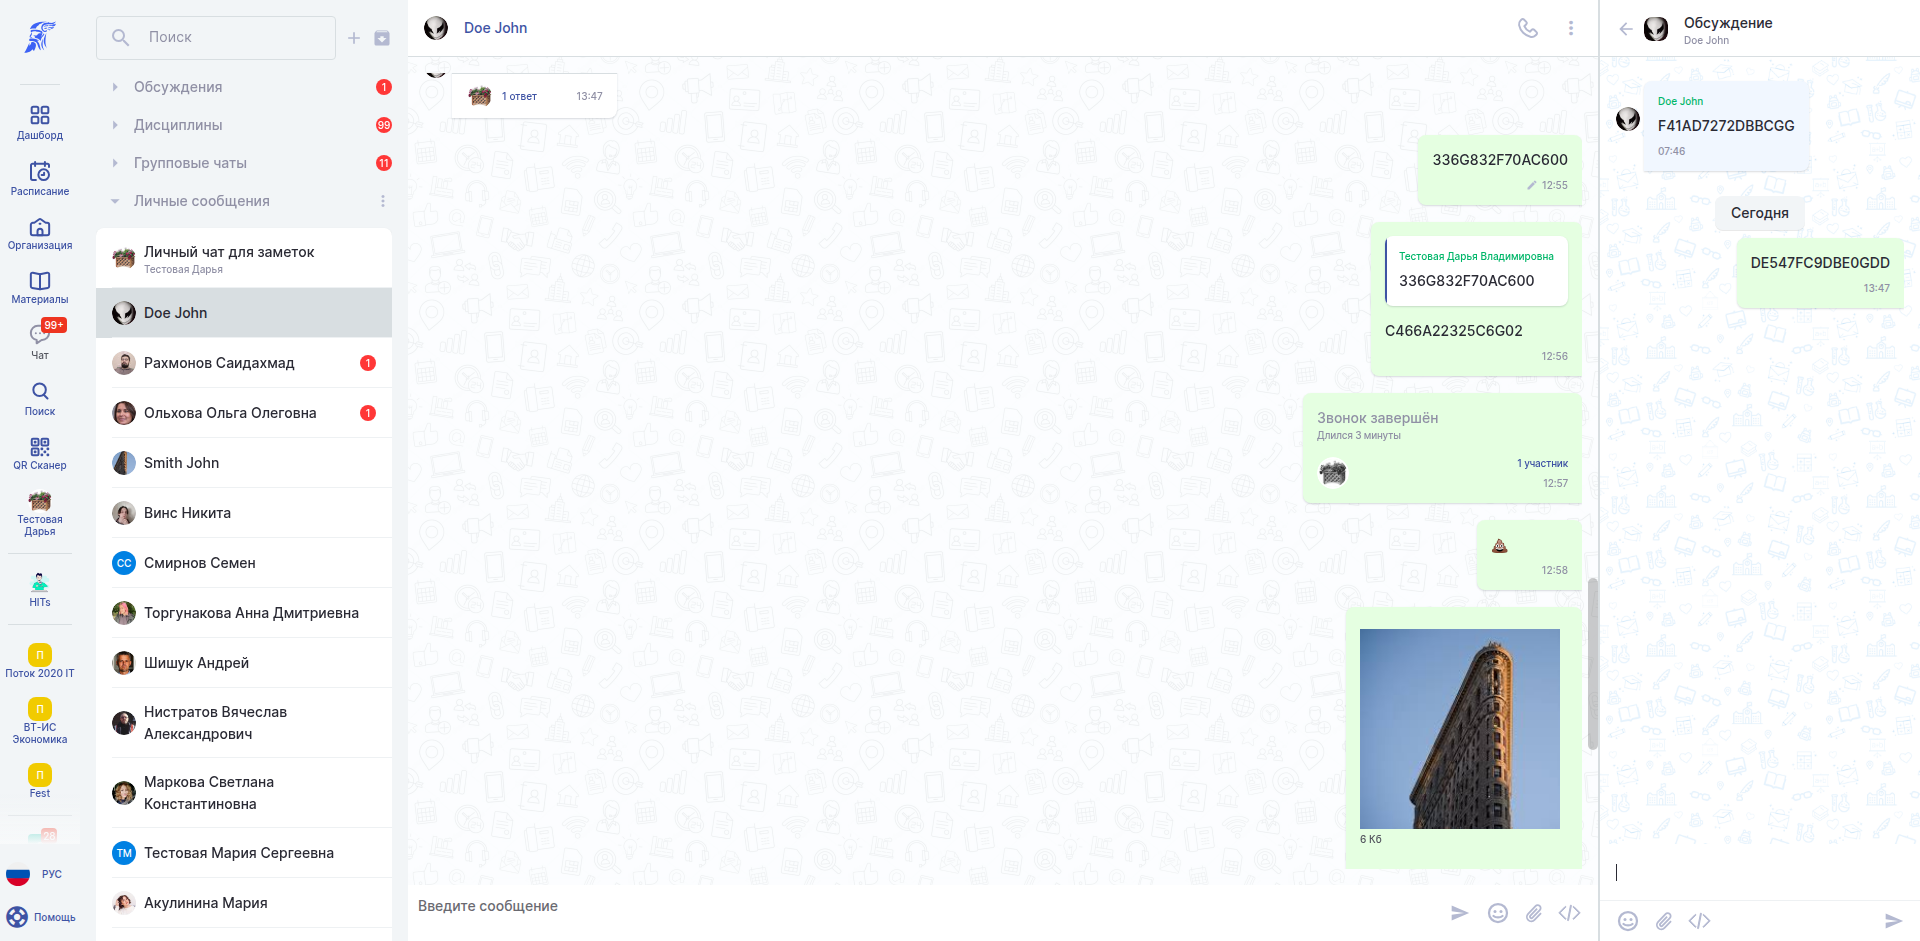 Дашборд
Расписание
Организация
Материалы
99+
Чат
Поиск
QR Сканер
Тестовая
Дарья
HITs
П
Поток 2020 IT
П
ВТ-ИС
Экономика
П
Fest
28
РУС
Помощь
Поиск
Обсуждения
1
Дисциплины
99
Групповые чаты
11
Личные сообщения
Личный чат для заметок
Тестовая Дарья
Doe John
Рахмонов Саидахмад
1
Ольхова Ольга Олеговна
1
Smith John
Винс Никита
СС
Смирнов Семен
Торгунакова Анна Дмитриевна
Шишук Андрей
Нистратов Вячеслав
Александрович
Маркова Светлана
Константиновна
ТМ
Тестовая Мария Сергеевна
Акулинина Мария
Doe John
1 ответ
13:47
336G832F70AC600
12:55
Тестовая Дарья Владимировна
336G832F70AC600
C466A22325C6G02
12:56
Звонок завершён
Длился 3 минуты
1 участник
12:57
12:58
6 Кб
Введите сообщение
Обсуждение
Doe John
Doe John
F41AD7272DBBCGG
07:46
Сегодня
DE547FC9DBE0GDD
13:47